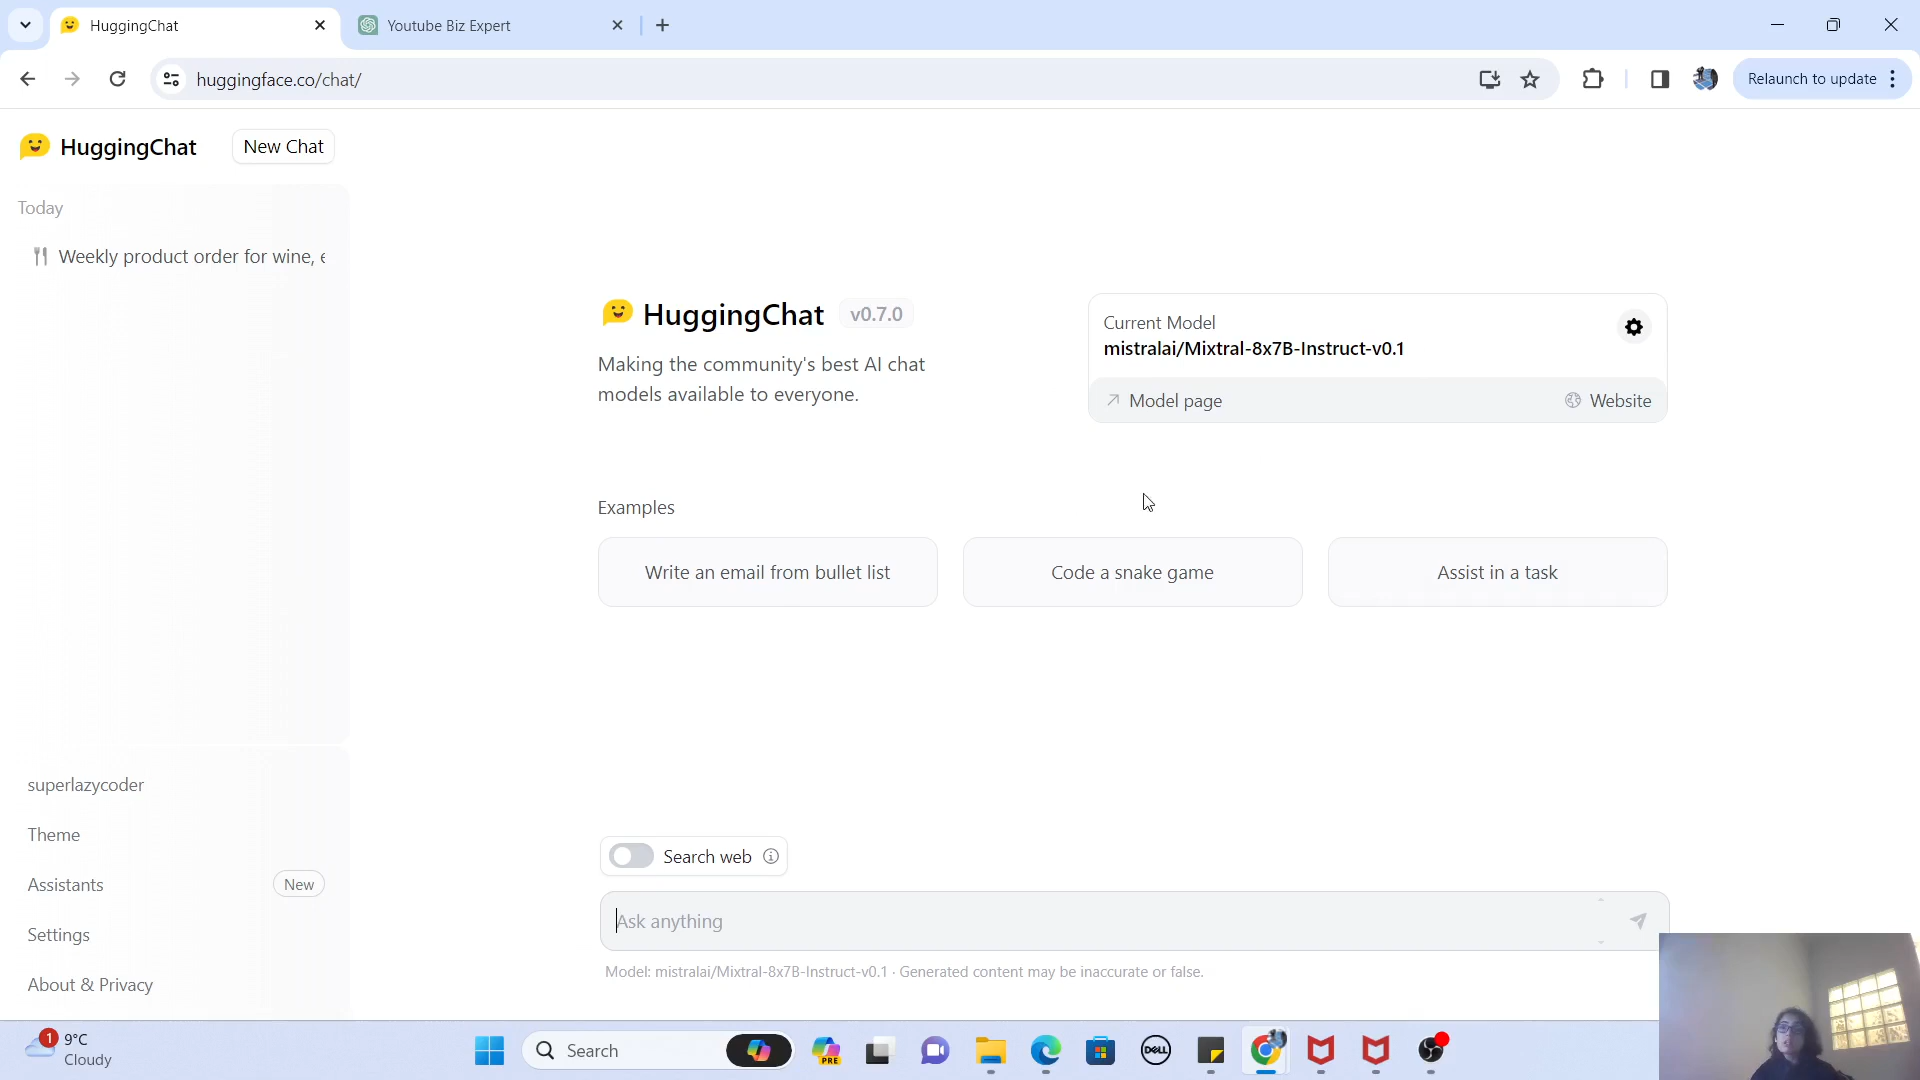 HuggingChat
Youtube Biz Expert
huggingface.co/chat/
Relaunch to update
HuggingChat
New Chat
Today
Weekly product order for wine, e
HuggingChat v0.7.0
Making the community's best AI chat
models available to everyone.
Current Model
mistralai/Mixtral-8x7B-Instruct-v0.1
Model page
Website
Examples
Write an email from bullet list
Code a snake game
Assist in a task
superlazycoder
Theme
Assistants
New
Settings
About & Privacy
Search web
Ask anything
Model: mistralai/Mixtral-8x7B-Instruct-v0.1 · Generated content may be inaccurate or false.
1
9°C
Cloudy
Search
PRE
DELL